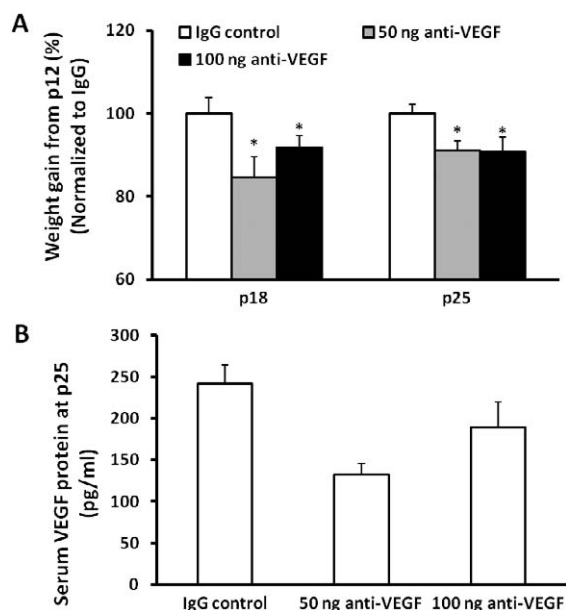 A
Weight gain from p12 (%)
(Normalized to IgG)
IgG control
50 ng anti-VEGF
100 ng anti-VEGF
120
100
80
60
*
*
*
*
p18
p25
B
Serum VEGF protein at p25
(pg/ml)
300
250
200
150
100
50
0
IgG control
50 ng anti-VEGF
100 ng anti-VEGF